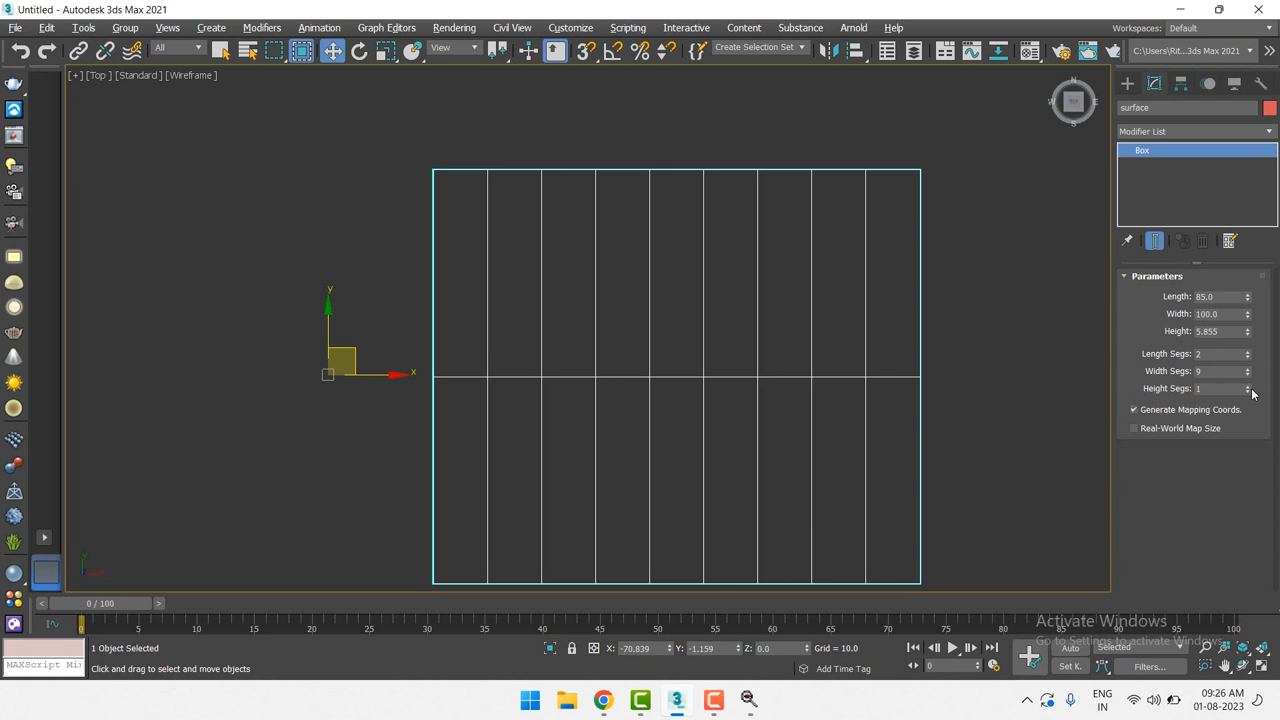 Untitled - Autodesk 3ds Max 2021
File Edit Tools Group Views Create Modifiers Animation Graph Editors Rendering Civil View Customize Scripting Interactive Content Substance Arnold Help
Workspaces: Default
All
View
Create Selection Set
C:\Users\Rit...ds Max 2021
[+] [Top] [Standard] [Wireframe]
N
W
E
S
y
x
surface
Modifier List
Box
Parameters
Length: 85.0
Width: 100.0
Height: 5.855
Length Segs: 2
Width Segs: 9
Height Segs: 1
Generate Mapping Coords.
Real-World Map Size
0 / 100
0 5 10 15 20 25 30 35 40 45 50 55 60 65 70 75 80 85 90 95 100
Activate Windows
Go to Settings to activate Windows.
1 Object Selected
X: -70.839 Y: -1.159 Z: 0.0 Grid = 10.0
Auto Selected
MAXScript Mi
Click and drag to select and move objects
Add Time Tag
0
Set K. Filters...
ENG
IN
09:26 AM
01-08-2023